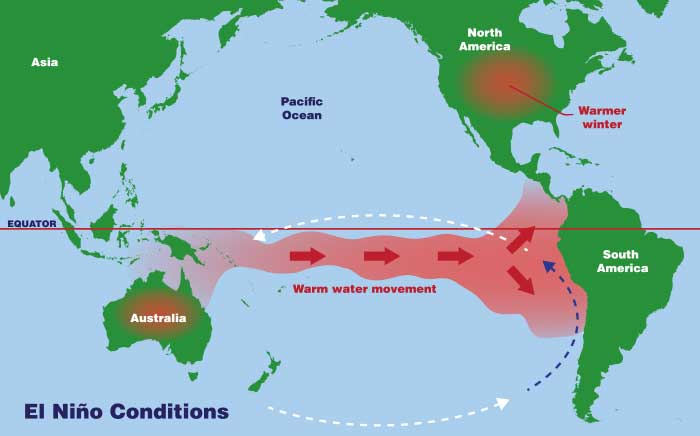 North
America
Asia
Pacific
Ocean
Warmer
winter
EQUATOR
South
America
Warm water movement
Australia
El Niño Conditions